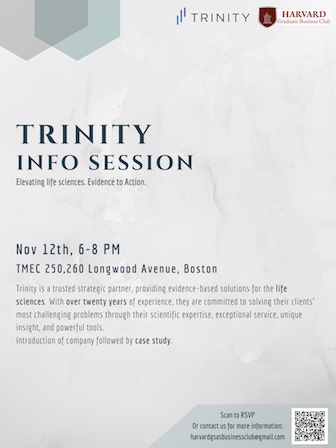 TRINITY
HARVARD
Graduate Business Club
TRINITY
INFO SESSION
Elevating life sciences. Evidence to Action.
Nov 12th, 6-8 PM
TMEC 250,260 Longwood Avenue, Boston
Trinity is a trusted strategic partner, providing evidence-based solutions for the life
sciences. With over twenty years of experience, they are committed to solving their clients'
most challenging problems through their scientific expertise, exceptional service, unique
insight, and powerful tools.
Introduction of company followed by case study.
Scan to RSVP
Or contact us for more information:
harvardgsasbusinessclub@gmail.com